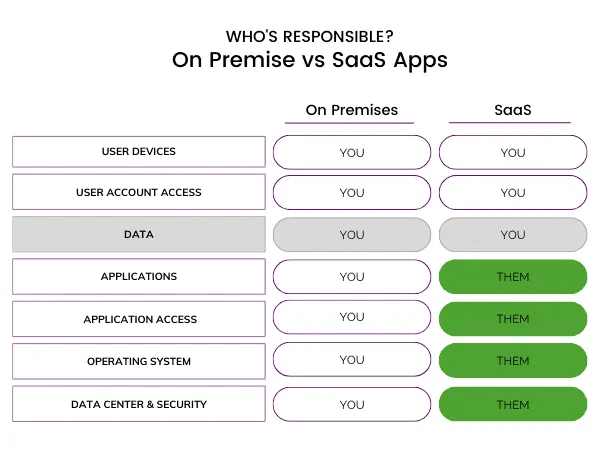 WHO'S RESPONSIBLE?
On Premise vs SaaS Apps
On Premises SaaS
USER DEVICES YOU YOU
USER ACCOUNT ACCESS YOU YOU
DATA YOU YOU
APPLICATIONS YOU THEM
APPLICATION ACCESS YOU THEM
OPERATING SYSTEM YOU THEM
DATA CENTER & SECURITY YOU THEM